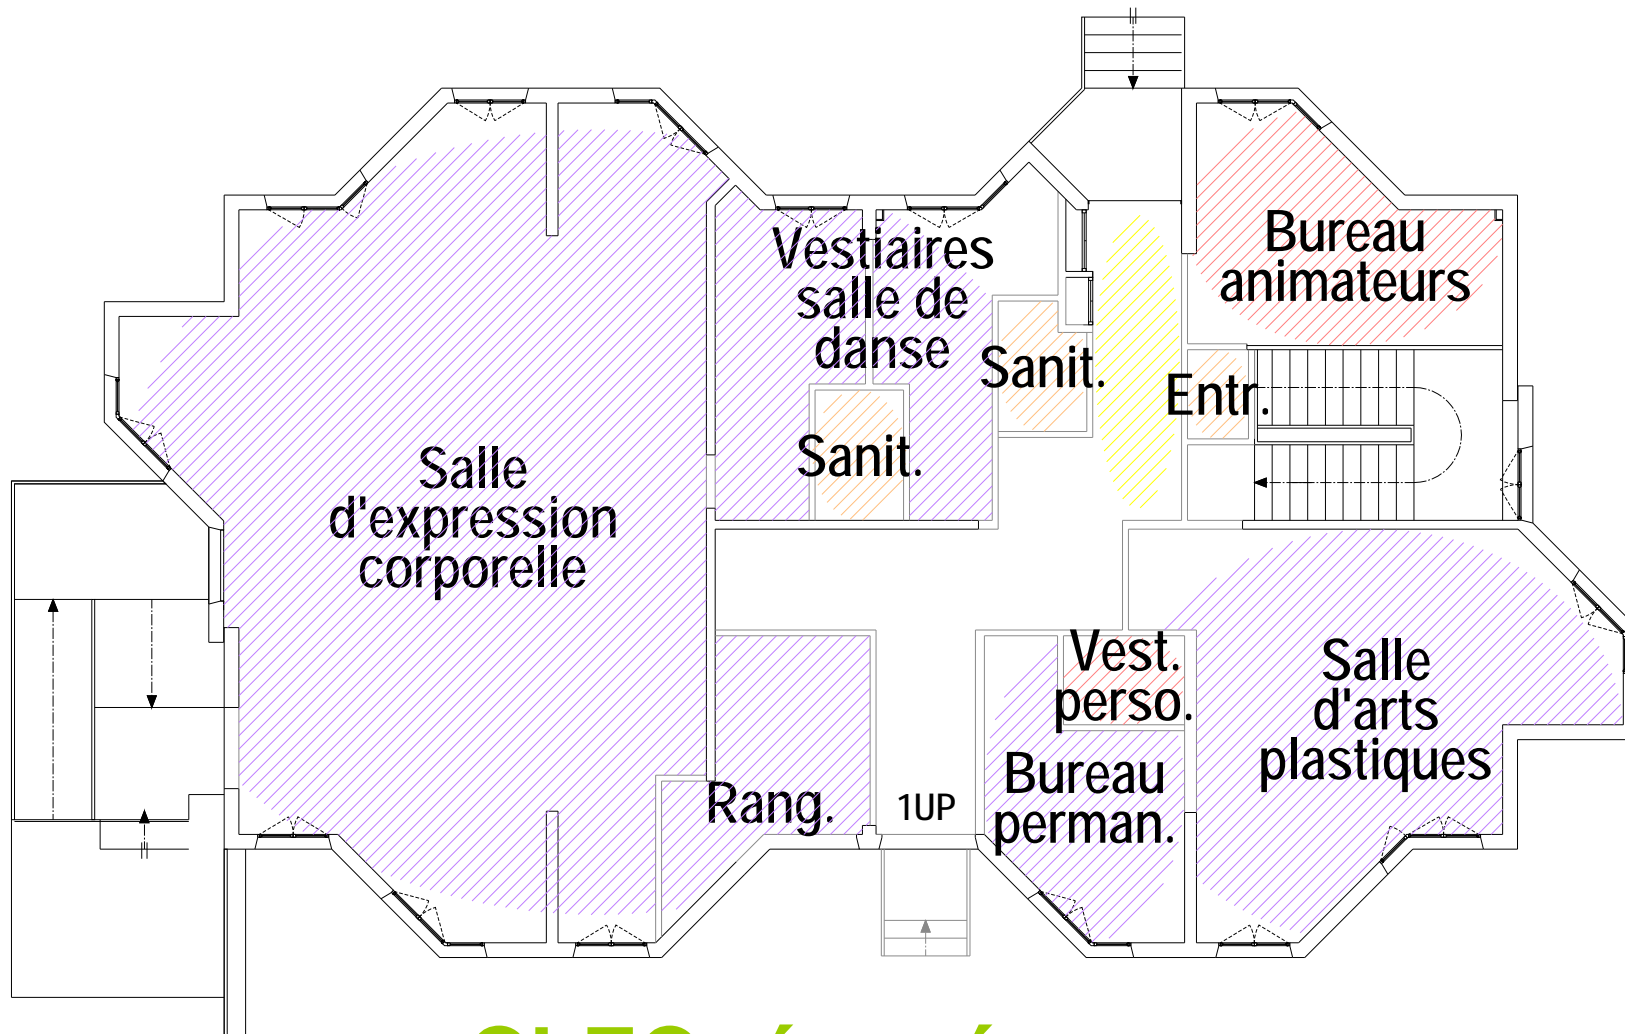 Bureau
animateurs
Vestiaires
salle de
danse
Sanit.
Entr.
Sanit.
Salle
d'expression
corporelle
Vest.
perso.
Salle
d'arts
plastiques
Bureau
perman.
Rang.
1UP